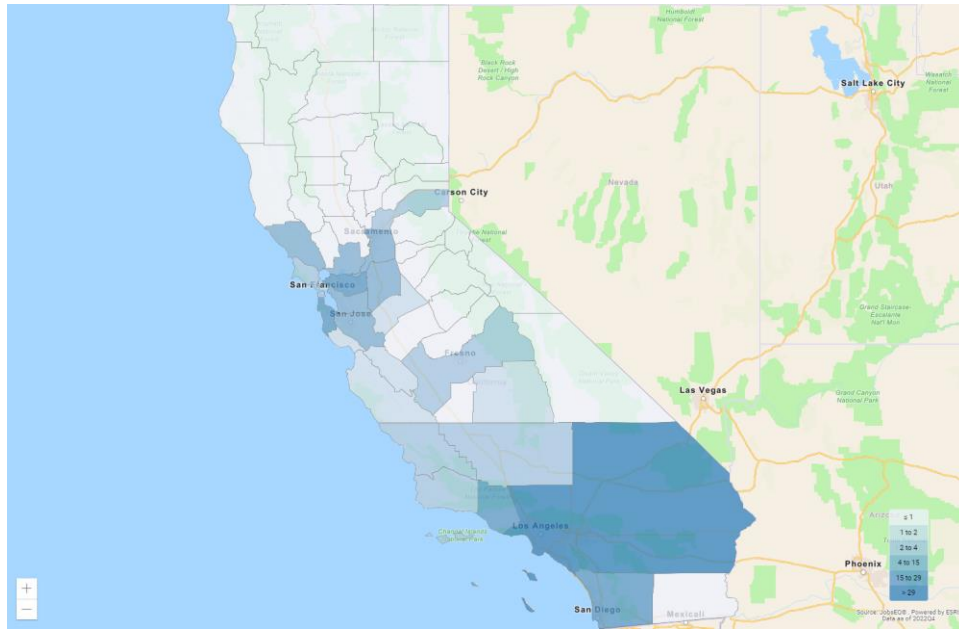 Humboldt
National Forest
Black Rock
Desert / High
Rock Canyon
Wasatch
National
Forest
Salt Lake City
Carson City
Nevada
Utah
Sacramento
San Francisco
San Jose
Fresno
Grand Staircase-
Escalante
Nat'l Mon
Las Vegas
Grand Canyon
National Park
Los Angeles
Channel Islands
National Park
Arizona
≤ 1
1 to 2
2 to 4
4 to 15
15 to 29
> 29
Phoenix
San Diego
Mexicali
+
−
Source: JobsEQ®, Powered by ESRI
Data as of 2022Q4